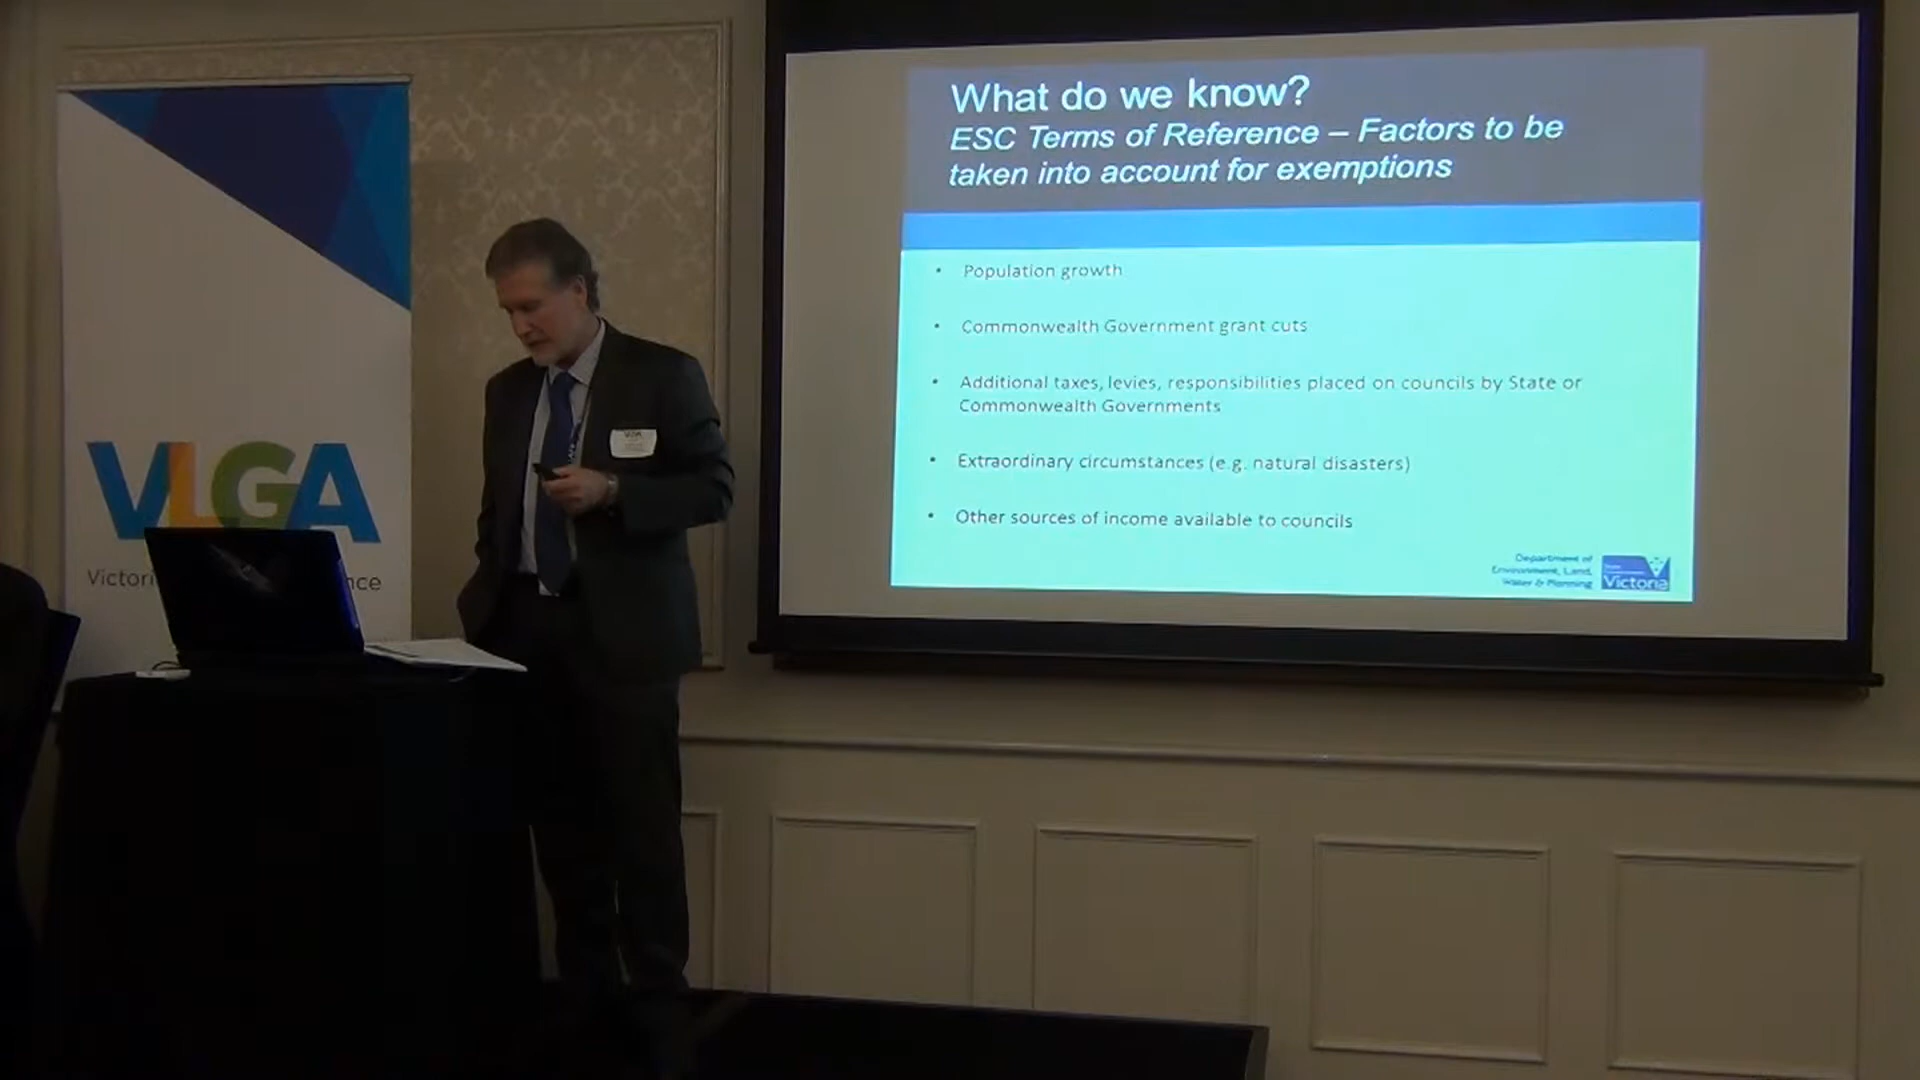 What do we know?
ESC Terms of Reference – Factors to be
taken into account for exemptions
• Population growth
• Commonwealth Government grant cuts
• Additional taxes, levies, responsibilities placed on councils by State or
Commonwealth Governments
• Extraordinary circumstances (e.g. natural disasters)
• Other sources of income available to councils
Department of
Environment, Land,
Water & Planning
Victoria
VLGA